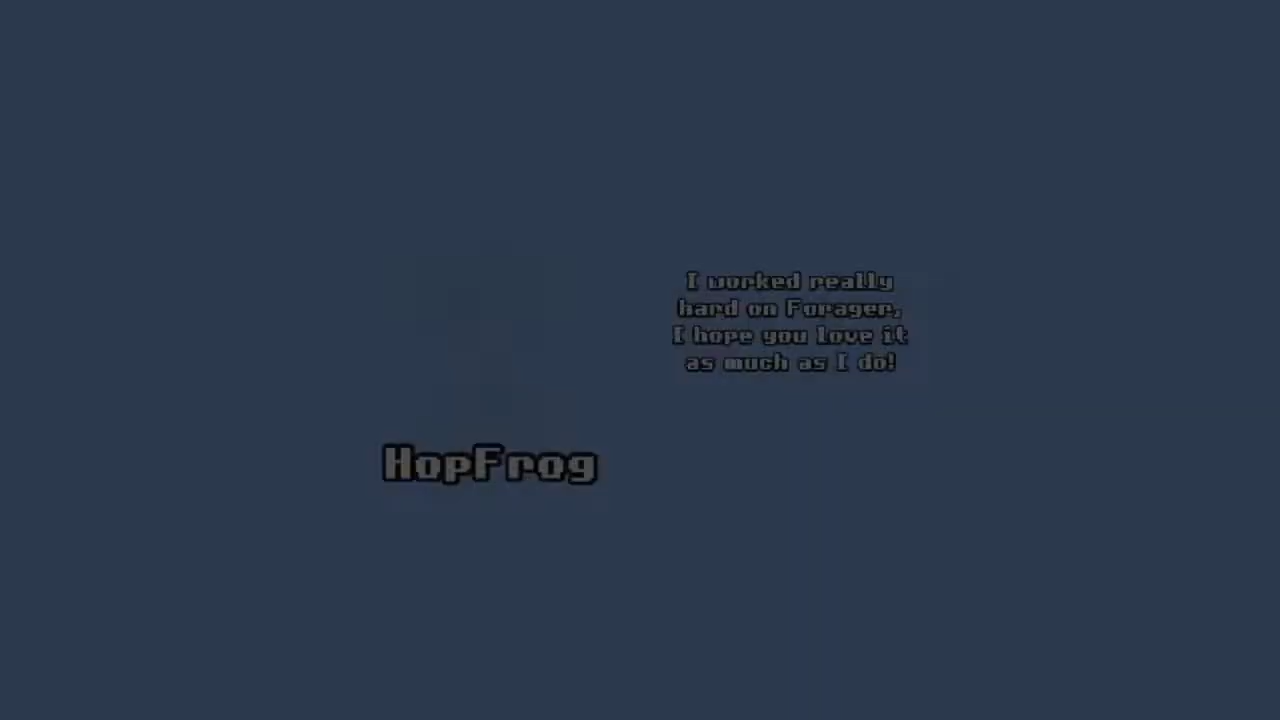 I worked really
hard on Forager,
I hope you love it
as much as I do!
HopFrog